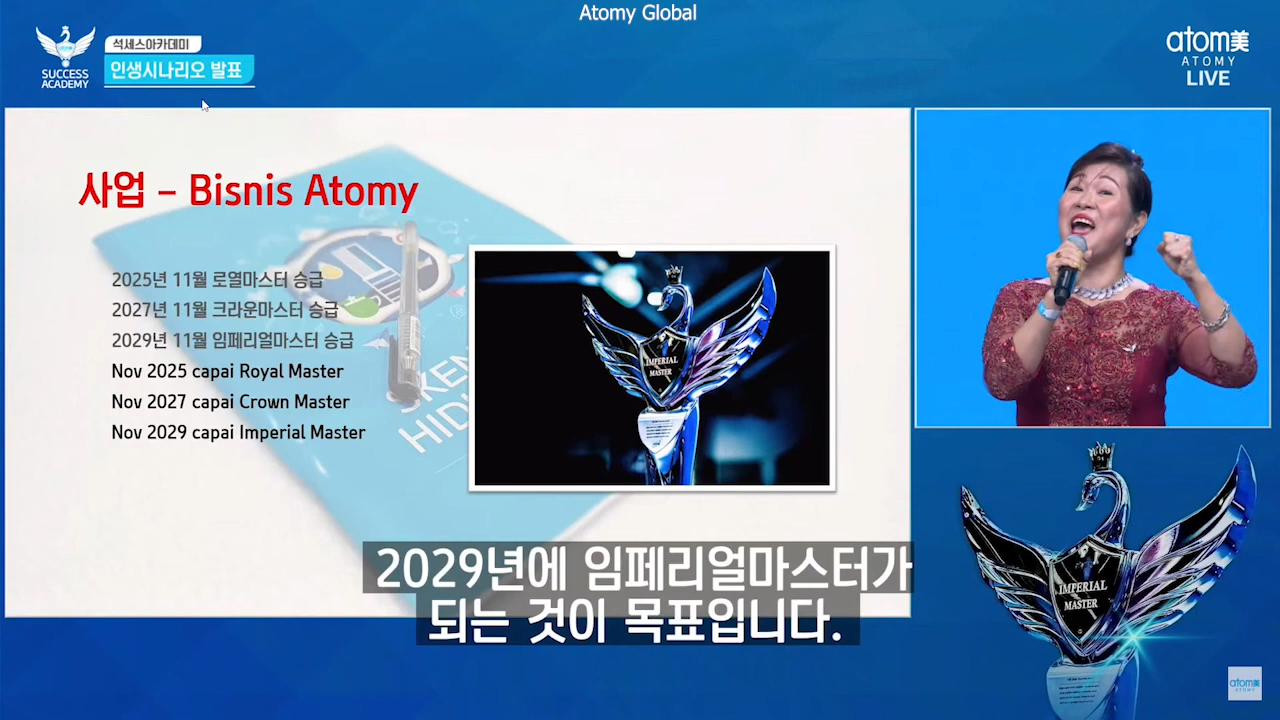 Atomy Global
SUCCESS
ACADEMY
석세스아카데미
인생시나리오 발표
atom美
ATOMY
LIVE
사업 – Bisnis Atomy
2025년 11월 로열마스터 승급
2027년 11월 크라운마스터 승급
2029년 11월 임페리얼마스터 승급
Nov 2025 capai Royal Master
Nov 2027 capai Crown Master
Nov 2029 capai Imperial Master
IMPERIAL
MASTER
2029년에 임페리얼마스터가
되는 것이 목표입니다.
IMPERIAL
MASTER
atom美
ATOMY